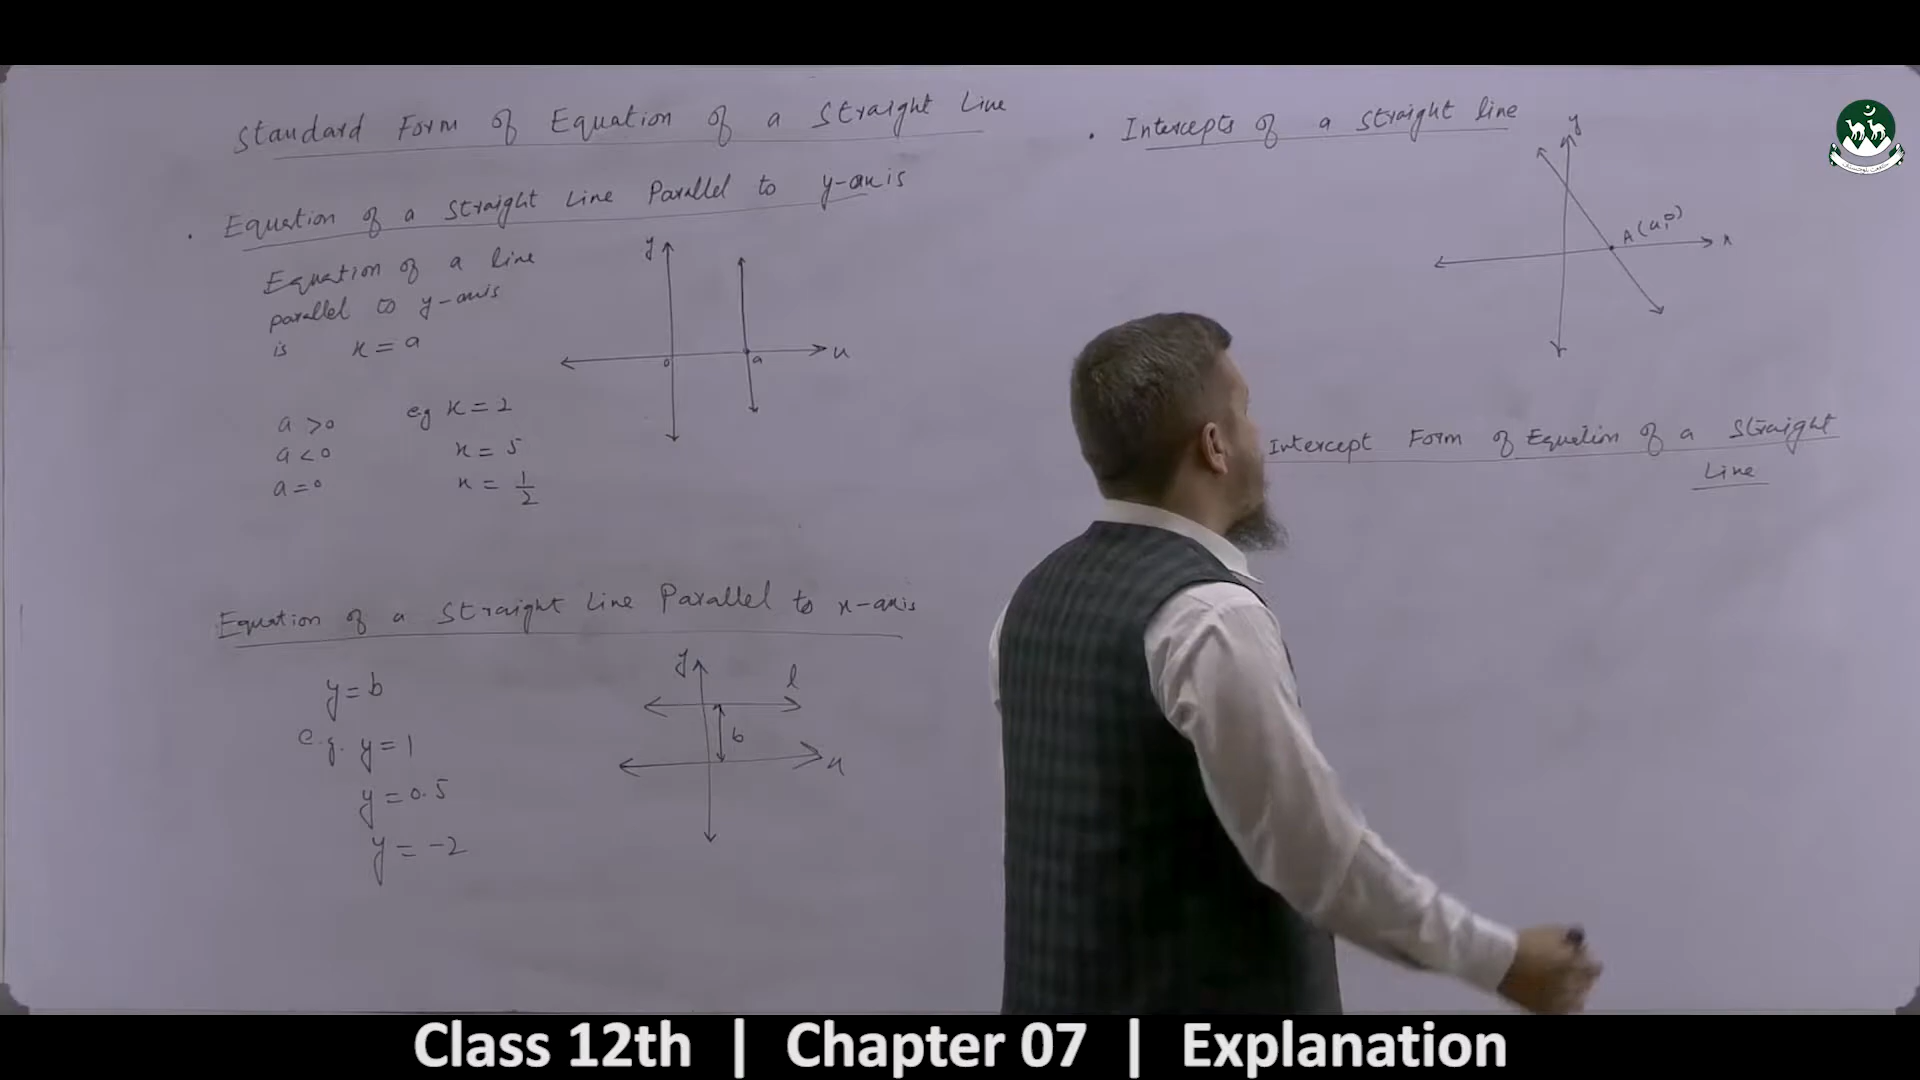 Standard Form of Equation of a Straight Line
. Equation of a Straight Line Parallel to y-axis
Equation of a line
parallel to y-axis
is x = a
a > 0 e.g x = 2
a < 0 x = 5
a = 0 x = 1/2
y
o
a
x
Equation of a Straight Line Parallel to x-axis
y = b
e.g. y = 1
y = 0.5
y = -2
y
l
b
x
. Intercepts of a straight line
y
A(a,0)
x
Intercept Form of Equation of a Straight
Line
Class 12th | Chapter 07 | Explanation